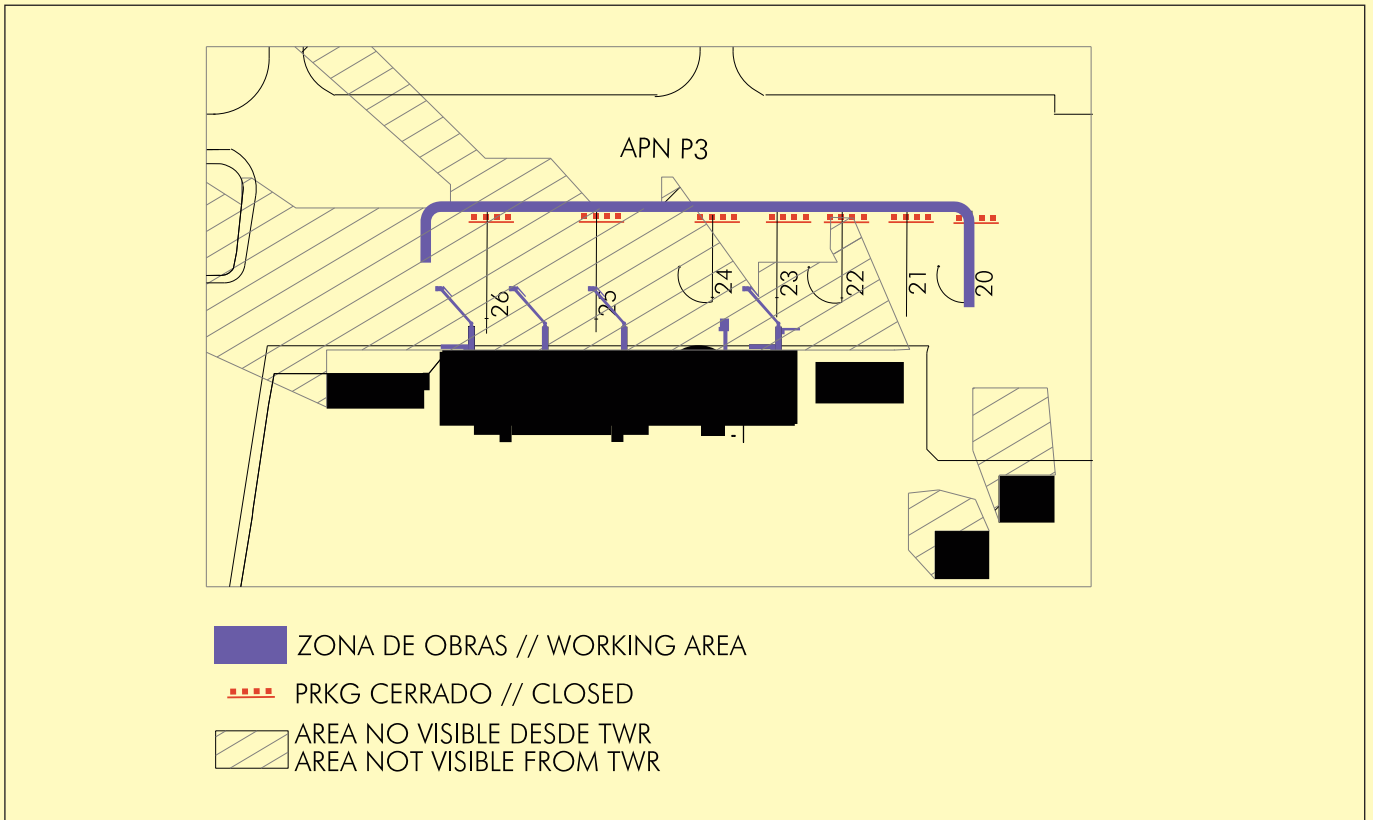 APN P3
26
25
24
23
22
21
20
ZONA DE OBRAS // WORKING AREA
PRKG CERRADO // CLOSED
AREA NO VISIBLE DESDE TWR
AREA NOT VISIBLE FROM TWR